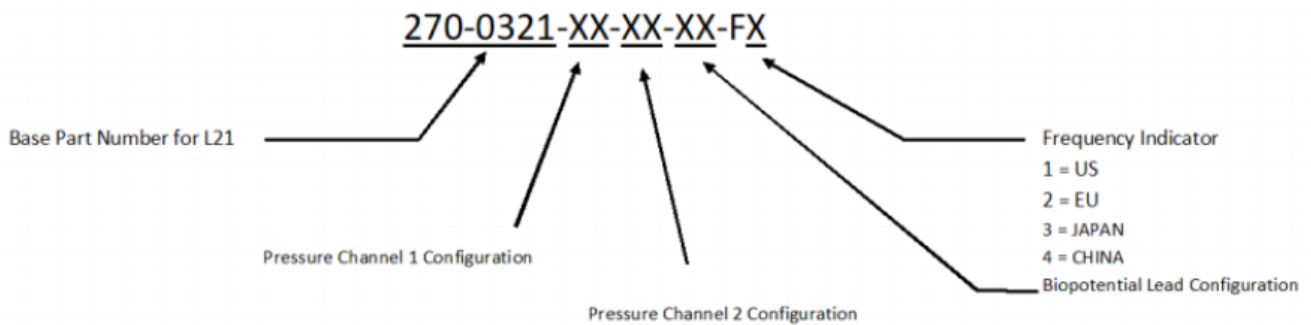 270-0321-XX-XX-XX-FX
Base Part Number for L21
Frequency Indicator
1 = US
2 = EU
3 = JAPAN
4 = CHINA
Pressure Channel 1 Configuration
Biopotential Lead Configuration
Pressure Channel 2 Configuration